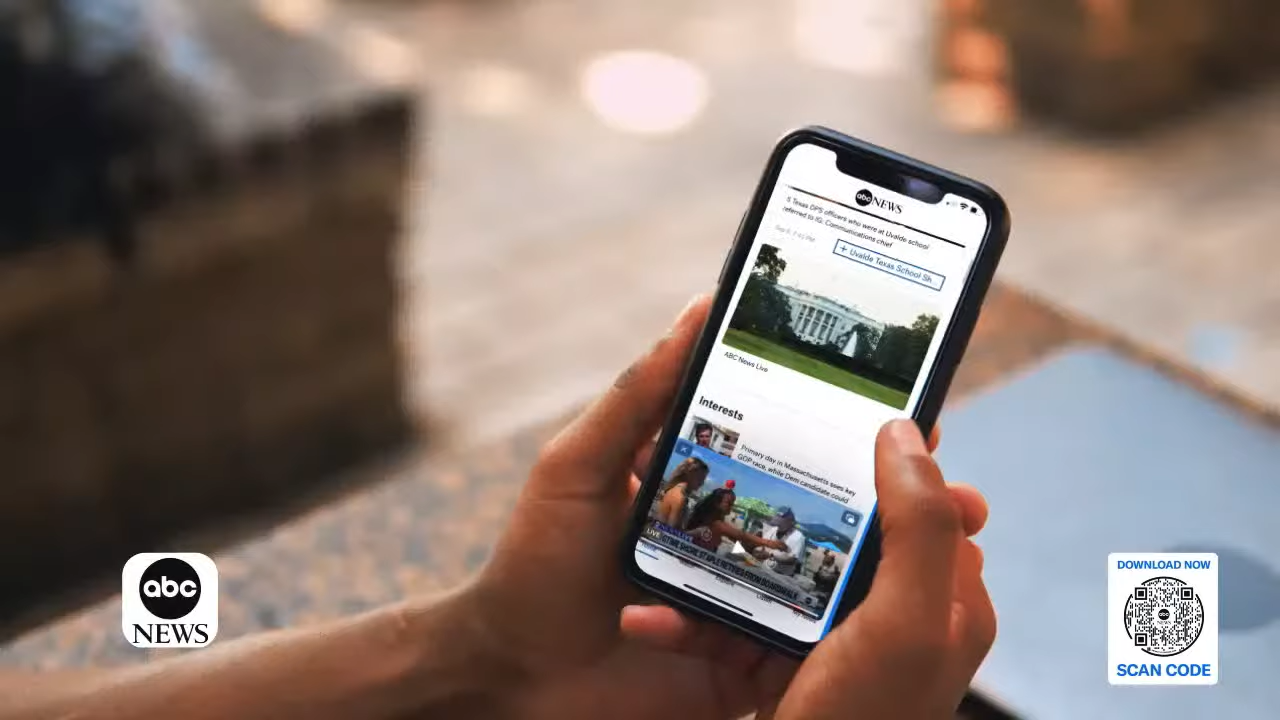 abc NEWS
5 Texas DPS officers who were at Uvalde school
referred to IG: Communications chief
+ Uvalde Texas School Sh...
ABC News Live
Interests
Primary day in Massachusetts sees key
GOP race, while Dem candidate could
LIVE
abc
NEWS
DOWNLOAD NOW
abc
SCAN CODE